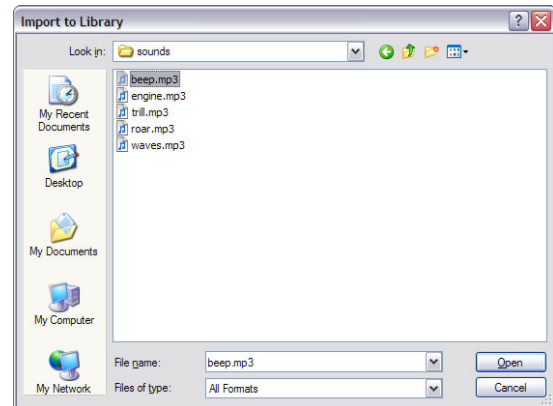 Import to Library
Look in:
sounds
beep.mp3
engine.mp3
trill.mp3
roar.mp3
waves.mp3
My Recent
Documents
Desktop
My Documents
My Computer
My Network
File name:
beep.mp3
Open
Files of type:
All Formats
Cancel